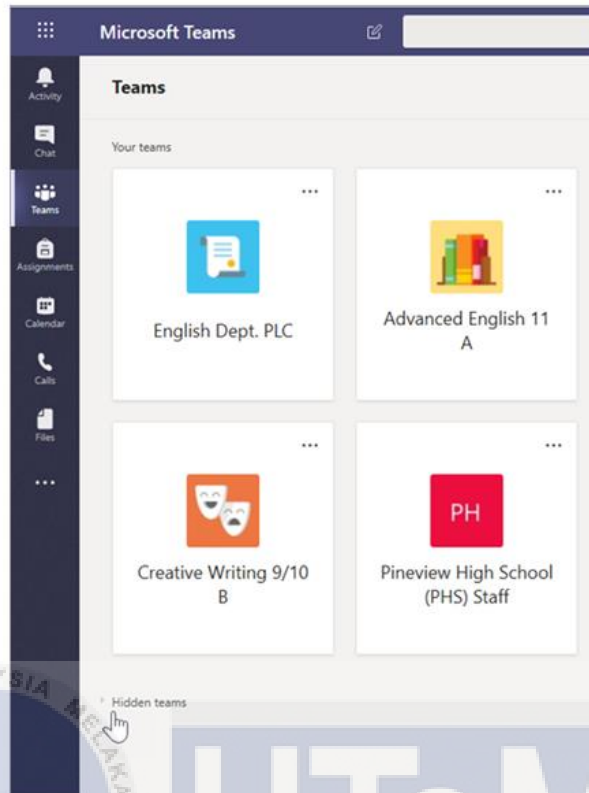 Microsoft Teams
Activity
Chat
Teams
Assignments
Calendar
Calls
Files
Teams
Your teams
English Dept. PLC
Advanced English 11
A
Creative Writing 9/10
B
PH
Pineview High School
(PHS) Staff
Hidden teams